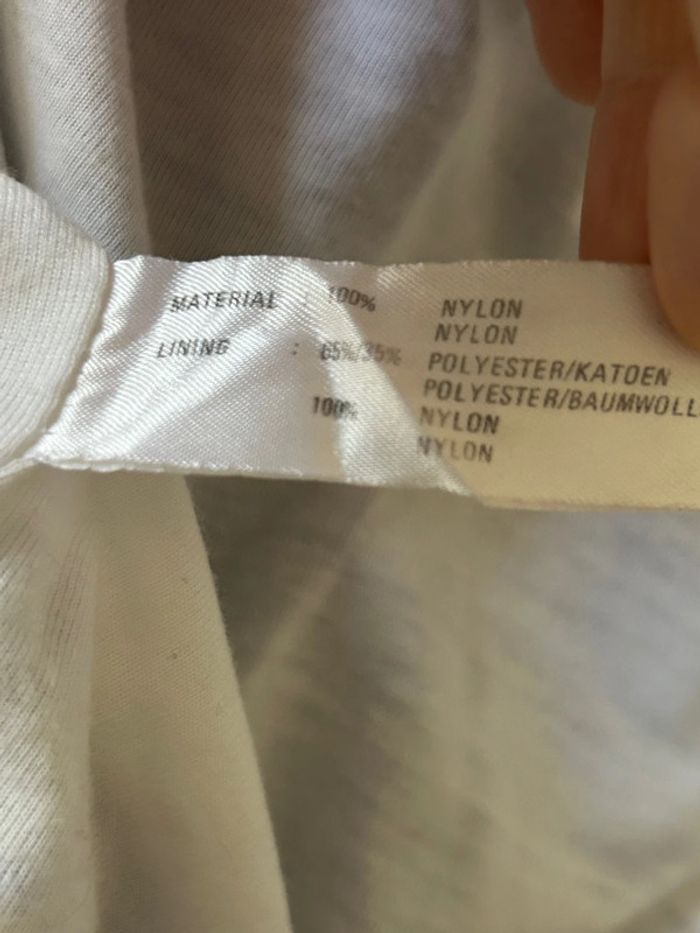 MATERIAL : 100% NYLON
NYLON
LINING : 65%/35% POLYESTER/KATOEN
POLYESTER/BAUMWOLL
100% NYLON
NYLON